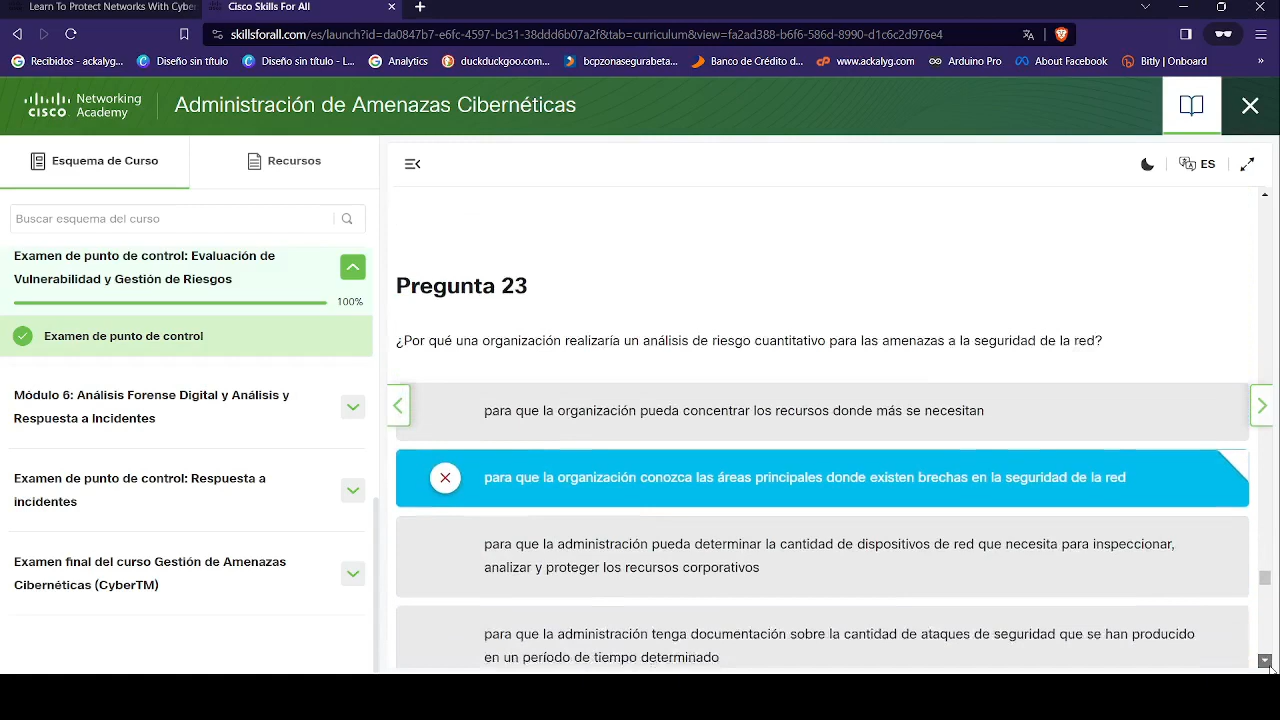 Learn To Protect Networks With Cyber
Cisco Skills For All
skillsforall.com/es/launch?id=da0847b7-e6fc-4597-bc31-38ddd6b07a2f&tab=curriculum&view=fa2ad388-b6f6-586d-8990-d1c6c2d976e4
Recibidos - ackalyg...
Diseño sin título
Diseño sin título - L...
Analytics
duckduckgoo.com...
bcpzonasegurabeta...
Banco de Crédito d...
www.ackalyg.com
Arduino Pro
About Facebook
Bitly | Onboard
»
CISCO
Networking
Academy
Administración de Amenazas Cibernéticas
Esquema de Curso
Recursos
ES
Buscar esquema del curso
Examen de punto de control: Evaluación de
Vulnerabilidad y Gestión de Riesgos
100%
Examen de punto de control
Módulo 6: Análisis Forense Digital y Análisis y
Respuesta a Incidentes
Examen de punto de control: Respuesta a
incidentes
Examen final del curso Gestión de Amenazas
Cibernéticas (CyberTM)
Pregunta 23
¿Por qué una organización realizaría un análisis de riesgo cuantitativo para las amenazas a la seguridad de la red?
para que la organización pueda concentrar los recursos donde más se necesitan
para que la organización conozca las áreas principales donde existen brechas en la seguridad de la red
para que la administración pueda determinar la cantidad de dispositivos de red que necesita para inspeccionar,
analizar y proteger los recursos corporativos
para que la administración tenga documentación sobre la cantidad de ataques de seguridad que se han producido
en un período de tiempo determinado